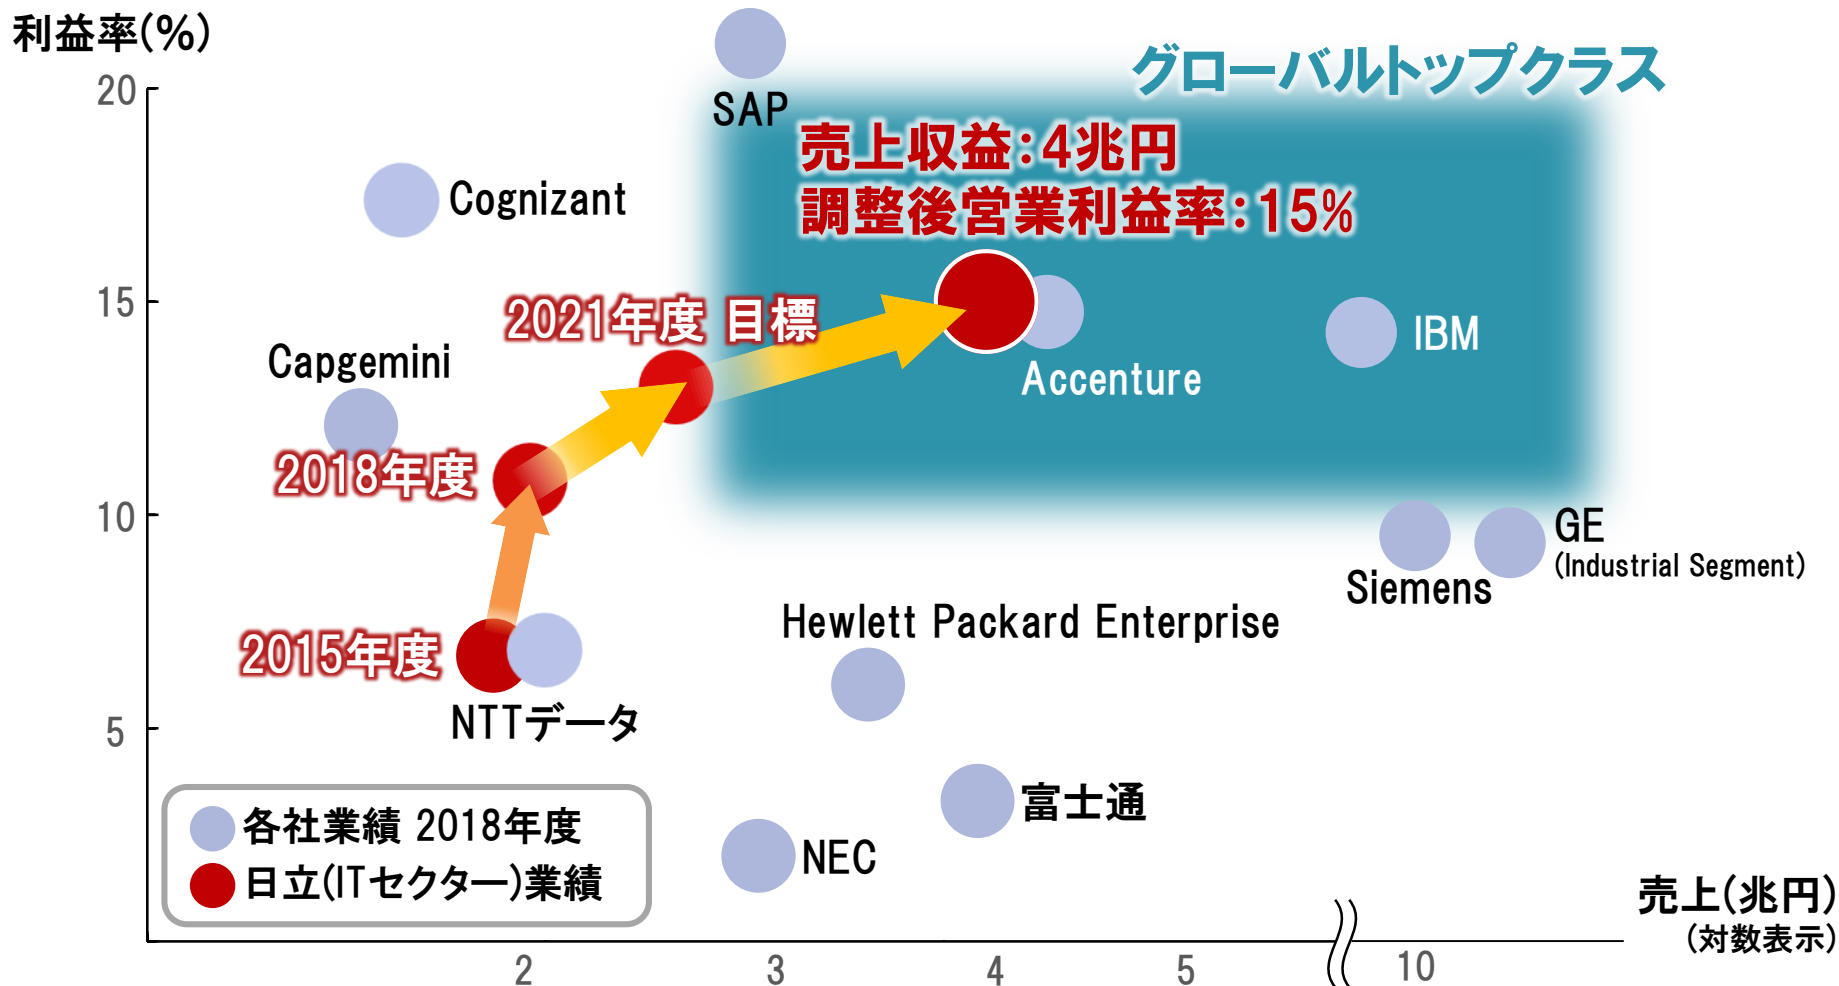 利益率(%)
グローバルトップクラス
20
SAP
売上収益：4兆円
調整後営業利益率：15%
Cognizant
15
2021年度 目標
IBM
Capgemini
Accenture
2018年度
10
GE
(Industrial Segment)
Siemens
Hewlett Packard Enterprise
2015年度
NTTデータ
5
富士通
各社業績 2018年度
NEC
日立(ITセクター)業績
売上(兆円)
(対数表示)
2
3
4
5
10